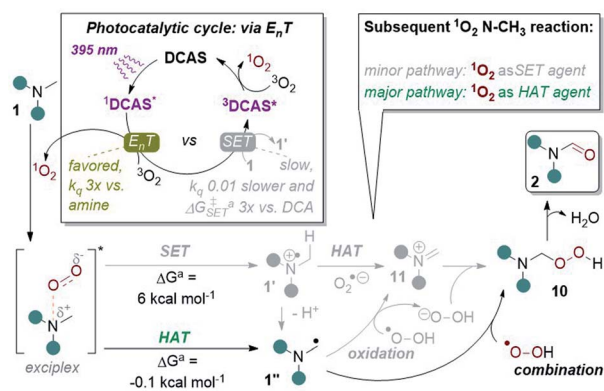 Photocatalytic cycle: via EnT
Subsequent ¹O₂ N-CH₃ reaction:
minor pathway: ¹O₂ as SET agent
major pathway: ¹O₂ as HAT agent
395 nm
DCAS
¹O₂
³O₂
¹DCAS*
³DCAS*
N
1
EnT
vs
SET
1'
1
³O₂
¹O₂
favored,
kq 3x vs.
amine
slow,
kq 0.01 slower and
ΔG‡SETᵃ 3x vs. DCA
N
O
2
H₂O
δ-
O
O
δ+
N
*
exciplex
SET
ΔGᵃ =
6 kcal mol⁻¹
H
N
1'
HAT
O₂•⊖
N
11
N
O
O
H
10
- H⁺
⊖O-OH
•O-OH
oxidation
HAT
ΔGᵃ =
-0.1 kcal mol⁻¹
N
1''
•O-OH
combination